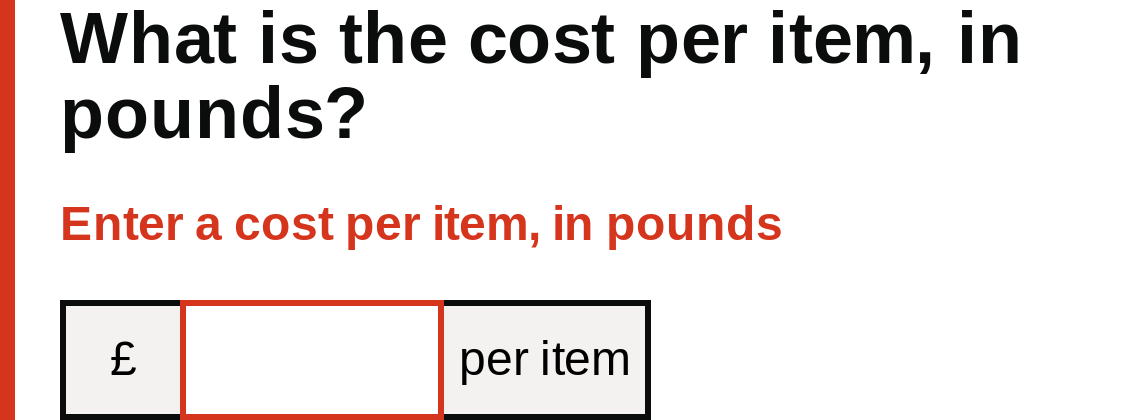 What is the cost per item, in
pounds?
Enter a cost per item, in pounds
£ per item